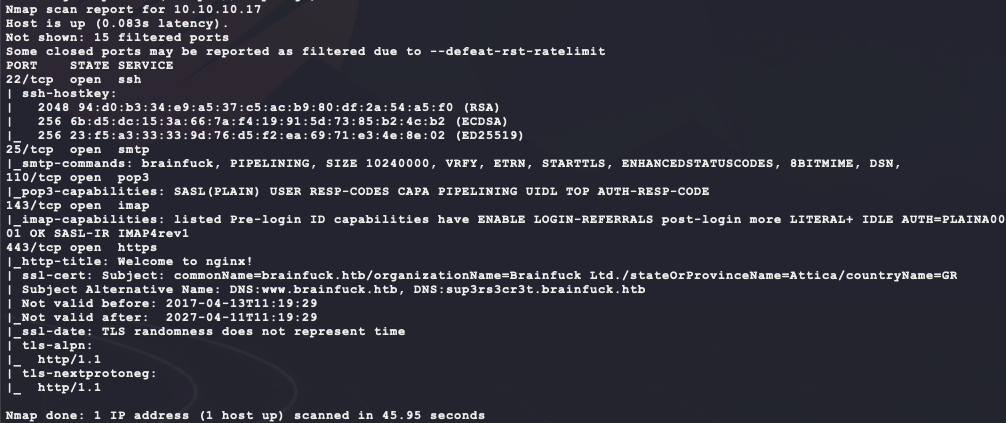 Nmap scan report for 10.10.10.17
Host is up (0.083s latency).
Not shown: 15 filtered ports
Some closed ports may be reported as filtered due to --defeat-rst-ratelimit
PORT    STATE SERVICE
22/tcp  open  ssh
| ssh-hostkey:
|   2048 94:d0:b3:34:e9:a5:37:c5:ac:b9:80:df:2a:54:a5:f0 (RSA)
|   256 6b:d5:dc:15:3a:66:7a:f4:19:91:5d:73:85:b2:4c:b2 (ECDSA)
|_  256 23:f5:a3:33:33:9d:76:d5:f2:ea:69:71:e3:4e:8e:02 (ED25519)
25/tcp  open  smtp
|_smtp-commands: brainfuck, PIPELINING, SIZE 10240000, VRFY, ETRN, STARTTLS, ENHANCEDSTATUSCODES, 8BITMIME, DSN,
110/tcp open  pop3
|_pop3-capabilities: SASL(PLAIN) USER RESP-CODES CAPA PIPELINING UIDL TOP AUTH-RESP-CODE
143/tcp open  imap
|_imap-capabilities: listed Pre-login ID capabilities have ENABLE LOGIN-REFERRALS post-login more LITERAL+ IDLE AUTH=PLAINA00
01 OK SASL-IR IMAP4rev1
443/tcp open  https
|_http-title: Welcome to nginx!
| ssl-cert: Subject: commonName=brainfuck.htb/organizationName=Brainfuck Ltd./stateOrProvinceName=Attica/countryName=GR
| Subject Alternative Name: DNS:www.brainfuck.htb, DNS:sup3rs3cr3t.brainfuck.htb
| Not valid before: 2017-04-13T11:19:29
|_Not valid after:  2027-04-11T11:19:29
|_ssl-date: TLS randomness does not represent time
| tls-alpn:
|_  http/1.1
| tls-nextprotoneg:
|_  http/1.1
Nmap done: 1 IP address (1 host up) scanned in 45.95 seconds